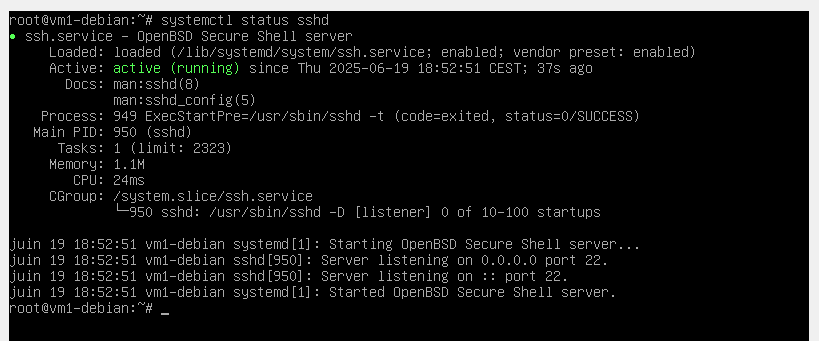 root@vm1-debian:~# systemctl status sshd
● ssh.service - OpenBSD Secure Shell server
     Loaded: loaded (/lib/systemd/system/ssh.service; enabled; vendor preset: enabled)
     Active: active (running) since Thu 2025-06-19 18:52:51 CEST; 37s ago
       Docs: man:sshd(8)
             man:sshd_config(5)
    Process: 949 ExecStartPre=/usr/sbin/sshd -t (code=exited, status=0/SUCCESS)
   Main PID: 950 (sshd)
      Tasks: 1 (limit: 2323)
     Memory: 1.1M
        CPU: 24ms
     CGroup: /system.slice/ssh.service
             └─950 sshd: /usr/sbin/sshd -D [listener] 0 of 10-100 startups
juin 19 18:52:51 vm1-debian systemd[1]: Starting OpenBSD Secure Shell server...
juin 19 18:52:51 vm1-debian sshd[950]: Server listening on 0.0.0.0 port 22.
juin 19 18:52:51 vm1-debian sshd[950]: Server listening on :: port 22.
juin 19 18:52:51 vm1-debian systemd[1]: Started OpenBSD Secure Shell server.
root@vm1-debian:~# _